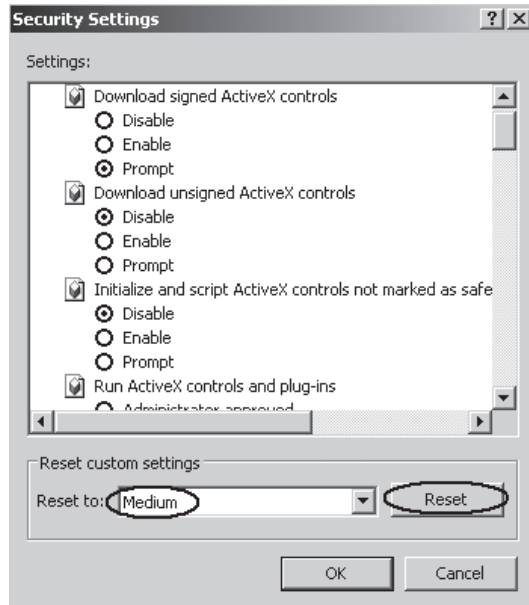 Security Settings
Settings:
Download signed ActiveX controls
Disable
Enable
Prompt
Download unsigned ActiveX controls
Disable
Enable
Prompt
Initialize and script ActiveX controls not marked as safe
Disable
Enable
Prompt
Run ActiveX controls and plug-ins
Administrator approved
Reset custom settings
Reset to: Medium Reset
OK Cancel